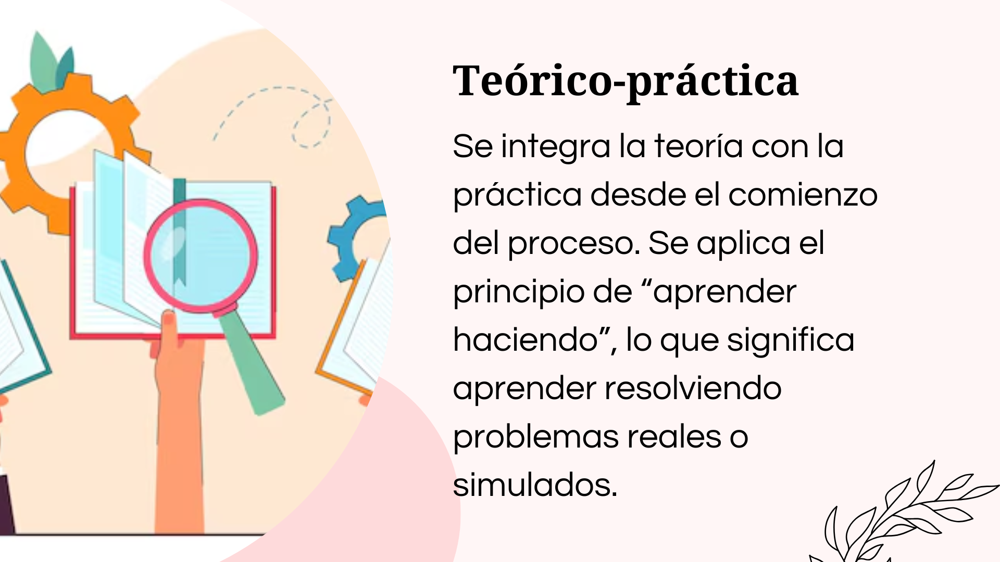 Teórico-práctica
Se integra la teoría con la
práctica desde el comienzo
del proceso. Se aplica el
principio de “aprender
haciendo”, lo que significa
aprender resolviendo
problemas reales o
simulados.